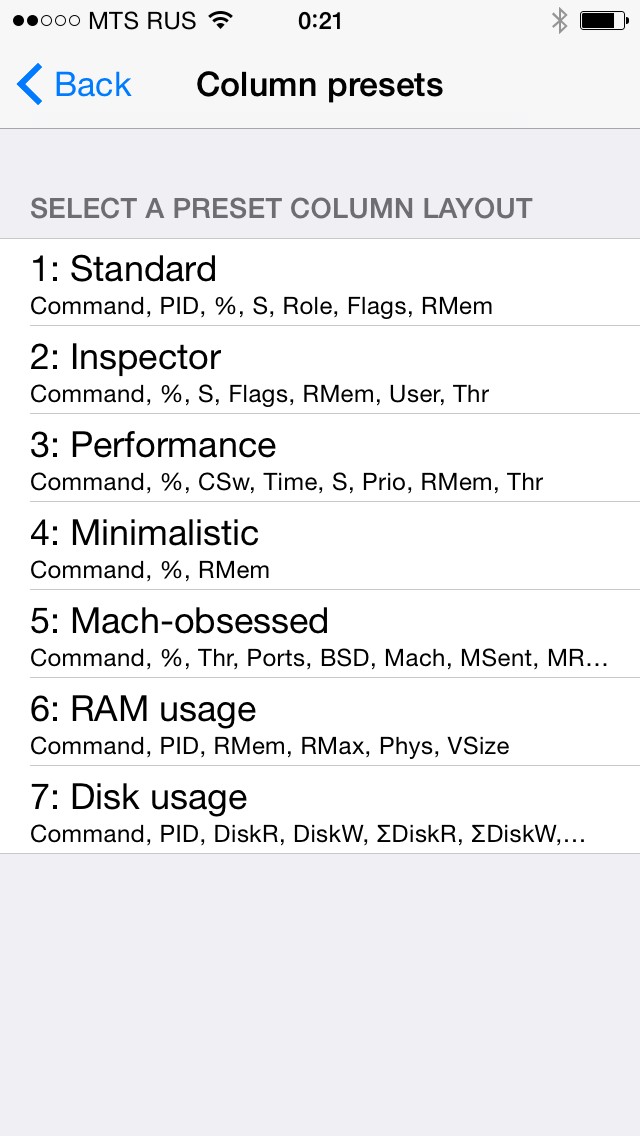 MTS RUS 0:21
Back Column presets
SELECT A PRESET COLUMN LAYOUT
1: Standard
Command, PID, %, S, Role, Flags, RMem
2: Inspector
Command, %, S, Flags, RMem, User, Thr
3: Performance
Command, %, CSw, Time, S, Prio, RMem, Thr
4: Minimalistic
Command, %, RMem
5: Mach-obsessed
Command, %, Thr, Ports, BSD, Mach, MSent, MR...
6: RAM usage
Command, PID, RMem, RMax, Phys, VSize
7: Disk usage
Command, PID, DiskR, DiskW, ΣDiskR, ΣDiskW,...